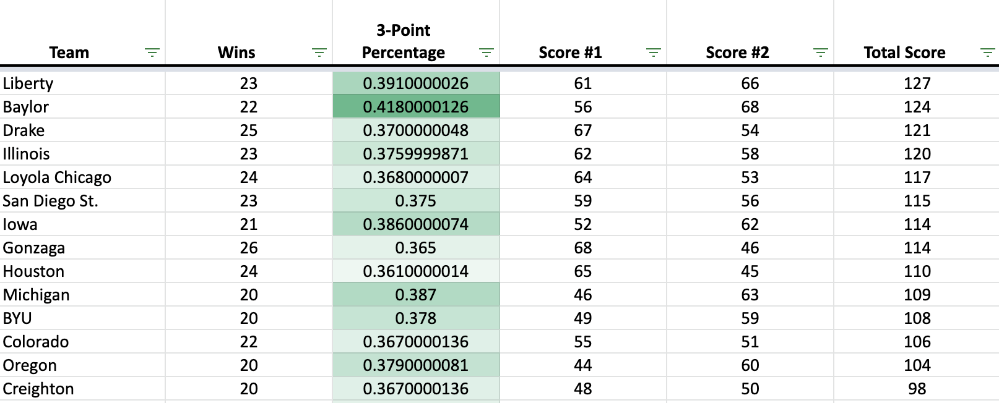 Team Wins 3-Point Percentage Score #1 Score #2 Total Score
Liberty 23 0.3910000026 61 66 127
Baylor 22 0.4180000126 56 68 124
Drake 25 0.3700000048 67 54 121
Illinois 23 0.3759999871 62 58 120
Loyola Chicago 24 0.3680000007 64 53 117
San Diego St. 23 0.375 59 56 115
Iowa 21 0.3860000074 52 62 114
Gonzaga 26 0.365 68 46 114
Houston 24 0.3610000014 65 45 110
Michigan 20 0.387 46 63 109
BYU 20 0.378 49 59 108
Colorado 22 0.3670000136 55 51 106
Oregon 20 0.3790000081 44 60 104
Creighton 20 0.3670000136 48 50 98